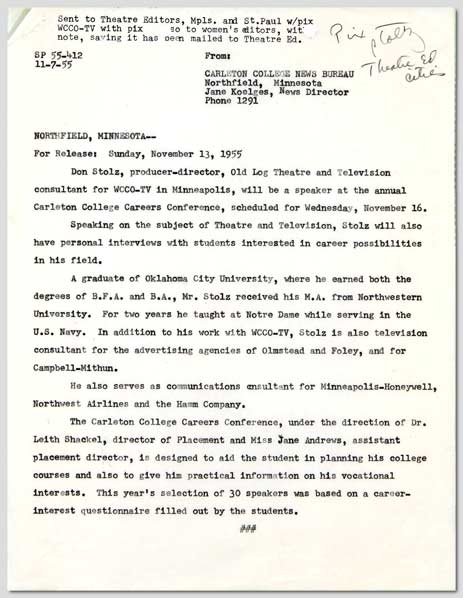 Sent to Theatre Editors, Mpls. and St.Paul w/pix
WCCO-TV with pix so to women's editors, wit
note, saying it has oeen mailed to Theatre Ed.
Pix Stolz
Theatre Ed.
cities
SP 55-412
11-7-55
From:
CARLETON COLLEGE NEWS BUREAU
Northfield, Minnesota
Jane Koelges, News Director
Phone 1291
NORTHFIELD, MINNESOTA--
For Release: Sunday, November 13, 1955
Don Stolz, producer-director, Old Log Theatre and Television
consultant for WCCO-TV in Minneapolis, will be a speaker at the annual
Carleton College Careers Conference, scheduled for Wednesday, November 16.
Speaking on the subject of Theatre and Television, Stolz will also
have personal interviews with students interested in career possibilities
in his field.
A graduate of Oklahoma City University, where he earned both the
degrees of B.F.A. and B.A., Mr. Stolz received his M.A. from Northwestern
University. For two years he taught at Notre Dame while serving in the
U.S. Navy. In addition to his work with WCCO-TV, Stolz is also television
consultant for the advertising agencies of Olmstead and Foley, and for
Campbell-Mithun.
He also serves as communications cnsultant for Minneapolis-Honeywell,
Northwest Airlines and the Hamm Company.
The Carleton College Careers Conference, under the direction of Dr.
Leith Shackel, director of Placement and Miss Jane Andrews, assistant
placement director, is designed to aid the student in planning his college
courses and also to give him practical information on his vocational
interests. This year's selection of 30 speakers was based on a career-
interest questionnaire filled out by the students.
###